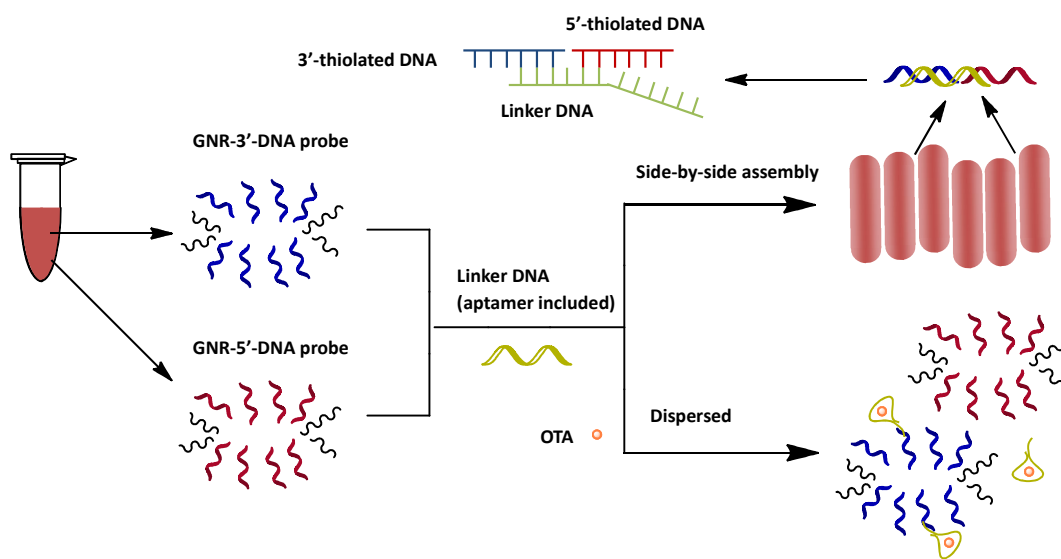 5’-thiolated DNA
3’-thiolated DNA
Linker DNA
GNR-3’-DNA probe
Side-by-side assembly
Linker DNA
(aptamer included)
GNR-5’-DNA probe
Dispersed
OTA